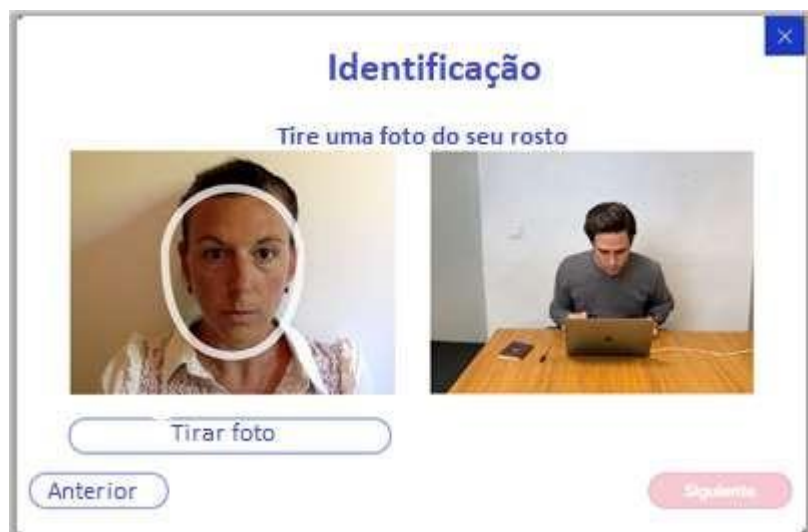 Identificação
Tire uma foto do seu rosto
Tirar foto
Anterior
Siguiente